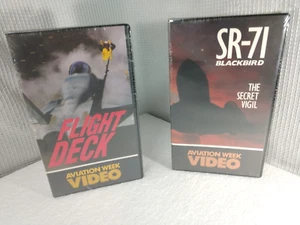 FLIGHT
DECK
AVIATION WEEK
VIDEO
SR-71
BLACKBIRD
THE
SECRET
VIGIL
AVIATION WEEK
VIDEO